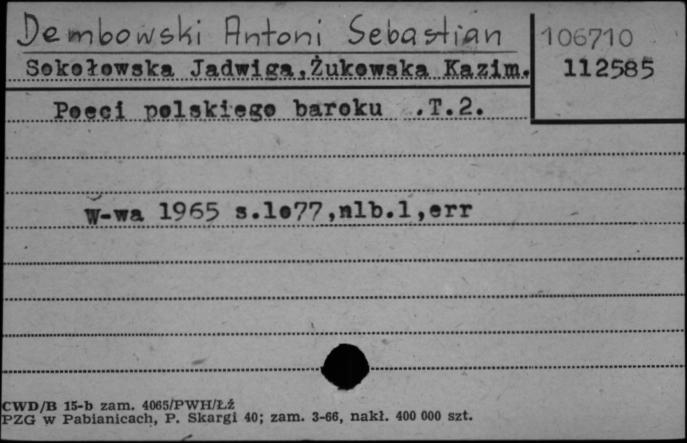 Dembowski Antoni Sebastian
106710
Sokołowska Jadwiga,Żukowska Kazim.
112585
Poeci polskiego baroku .T.2.
W-wa 1965 s.1o77,nlb.1,err
CWD/B 15-b zam. 4065/PWH/Łź
PZG w Pabianicach, P. Skargi 40; zam. 3-66, nakł. 400 000 szt.